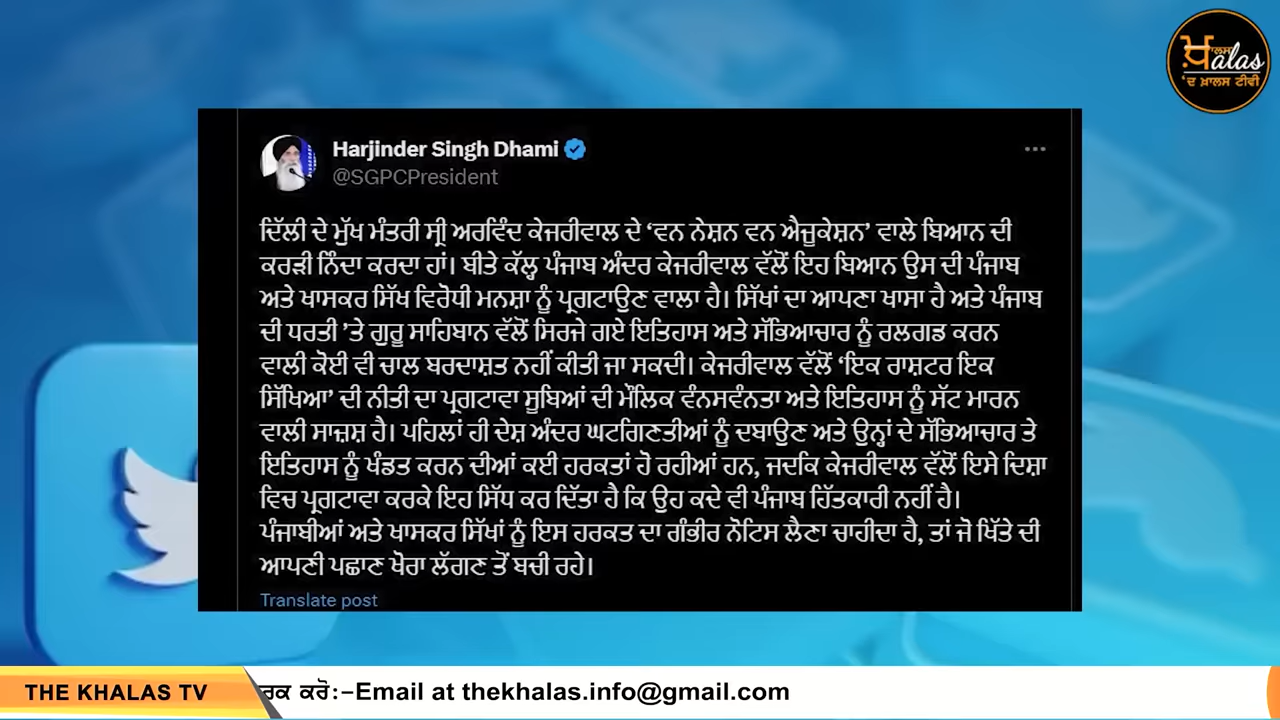 ਖ਼ਾਲਸ
Khalas
'ਦ ਖ਼ਾਲਸ ਟੀਵੀ
Harjinder Singh Dhami
@SGPCPresident
ਦਿੱਲੀ ਦੇ ਮੁੱਖ ਮੰਤਰੀ ਸ੍ਰੀ ਅਰਵਿੰਦ ਕੇਜਰੀਵਾਲ ਦੇ ‘ਵਨ ਨੇਸ਼ਨ ਵਨ ਐਜੂਕੇਸ਼ਨ’ ਵਾਲੇ ਬਿਆਨ ਦੀ
ਕਰੜੀ ਨਿੰਦਾ ਕਰਦਾ ਹਾਂ। ਬੀਤੇ ਕੱਲ੍ਹ ਪੰਜਾਬ ਅੰਦਰ ਕੇਜਰੀਵਾਲ ਵੱਲੋਂ ਇਹ ਬਿਆਨ ਉਸ ਦੀ ਪੰਜਾਬ
ਅਤੇ ਖਾਸਕਰ ਸਿੱਖ ਵਿਰੋਧੀ ਮਨਸ਼ਾ ਨੂੰ ਪ੍ਰਗਟਾਉਣ ਵਾਲਾ ਹੈ। ਸਿੱਖਾਂ ਦਾ ਆਪਣਾ ਖਾਸਾ ਹੈ ਅਤੇ ਪੰਜਾਬ
ਦੀ ਧਰਤੀ ’ਤੇ ਗੁਰੂ ਸਾਹਿਬਾਨ ਵੱਲੋਂ ਸਿਰਜੇ ਗਏ ਇਤਿਹਾਸ ਅਤੇ ਸੱਭਿਆਚਾਰ ਨੂੰ ਰਲਗਡ ਕਰਨ
ਵਾਲੀ ਕੋਈ ਵੀ ਚਾਲ ਬਰਦਾਸ਼ਤ ਨਹੀਂ ਕੀਤੀ ਜਾ ਸਕਦੀ। ਕੇਜਰੀਵਾਲ ਵੱਲੋਂ ‘ਇਕ ਰਾਸ਼ਟਰ ਇਕ
ਸਿੱਖਿਆ’ ਦੀ ਨੀਤੀ ਦਾ ਪ੍ਰਗਟਾਵਾ ਸੂਬਿਆਂ ਦੀ ਮੌਲਿਕ ਵੰਨਸਵੰਨਤਾ ਅਤੇ ਇਤਿਹਾਸ ਨੂੰ ਸੱਟ ਮਾਰਨ
ਵਾਲੀ ਸਾਜ਼ਸ਼ ਹੈ। ਪਹਿਲਾਂ ਹੀ ਦੇਸ਼ ਅੰਦਰ ਘਟਗਿਣਤੀਆਂ ਨੂੰ ਦਬਾਉਣ ਅਤੇ ਉਨ੍ਹਾਂ ਦੇ ਸੱਭਿਆਚਾਰ ਤੇ
ਇਤਿਹਾਸ ਨੂੰ ਖੰਡਤ ਕਰਨ ਦੀਆਂ ਕਈ ਹਰਕਤਾਂ ਹੋ ਰਹੀਆਂ ਹਨ, ਜਦਕਿ ਕੇਜਰੀਵਾਲ ਵੱਲੋਂ ਇਸੇ ਦਿਸ਼ਾ
ਵਿਚ ਪ੍ਰਗਟਾਵਾ ਕਰਕੇ ਇਹ ਸਿੱਧ ਕਰ ਦਿੱਤਾ ਹੈ ਕਿ ਉਹ ਕਦੇ ਵੀ ਪੰਜਾਬ ਹਿੱਤਕਾਰੀ ਨਹੀਂ ਹੈ।
ਪੰਜਾਬੀਆਂ ਅਤੇ ਖਾਸਕਰ ਸਿੱਖਾਂ ਨੂੰ ਇਸ ਹਰਕਤ ਦਾ ਗੰਭੀਰ ਨੋਟਿਸ ਲੈਣਾ ਚਾਹੀਦਾ ਹੈ, ਤਾਂ ਜੋ ਖਿੱਤੇ ਦੀ
ਆਪਣੀ ਪਛਾਣ ਖੋਰਾ ਲੱਗਣ ਤੋਂ ਬਚੀ ਰਹੇ।
Translate post
THE KHALAS TV
ਕਰੋ:-Email at thekhalas.info@gmail.com